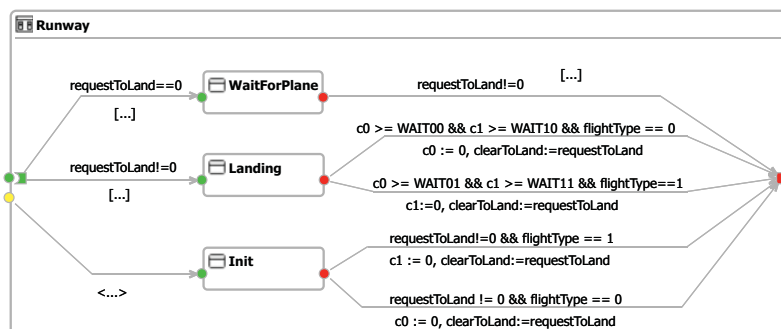 Runway
requestToLand==0
[...]
WaitForPlane
requestToLand!=0
[...]
requestToLand!=0
[...]
Landing
c0 >= WAIT00 && c1 >= WAIT10 && flightType == 0
c0 := 0, clearToLand:=requestToLand
c0 >= WAIT01 && c1 >= WAIT11 && flightType==1
c1:=0, clearToLand:=requestToLand
<...>
Init
requestToLand!=0 && flightType == 1
c1 := 0, clearToLand:=requestToLand
requestToLand != 0 && flightType == 0
c0 := 0, clearToLand:=requestToLand